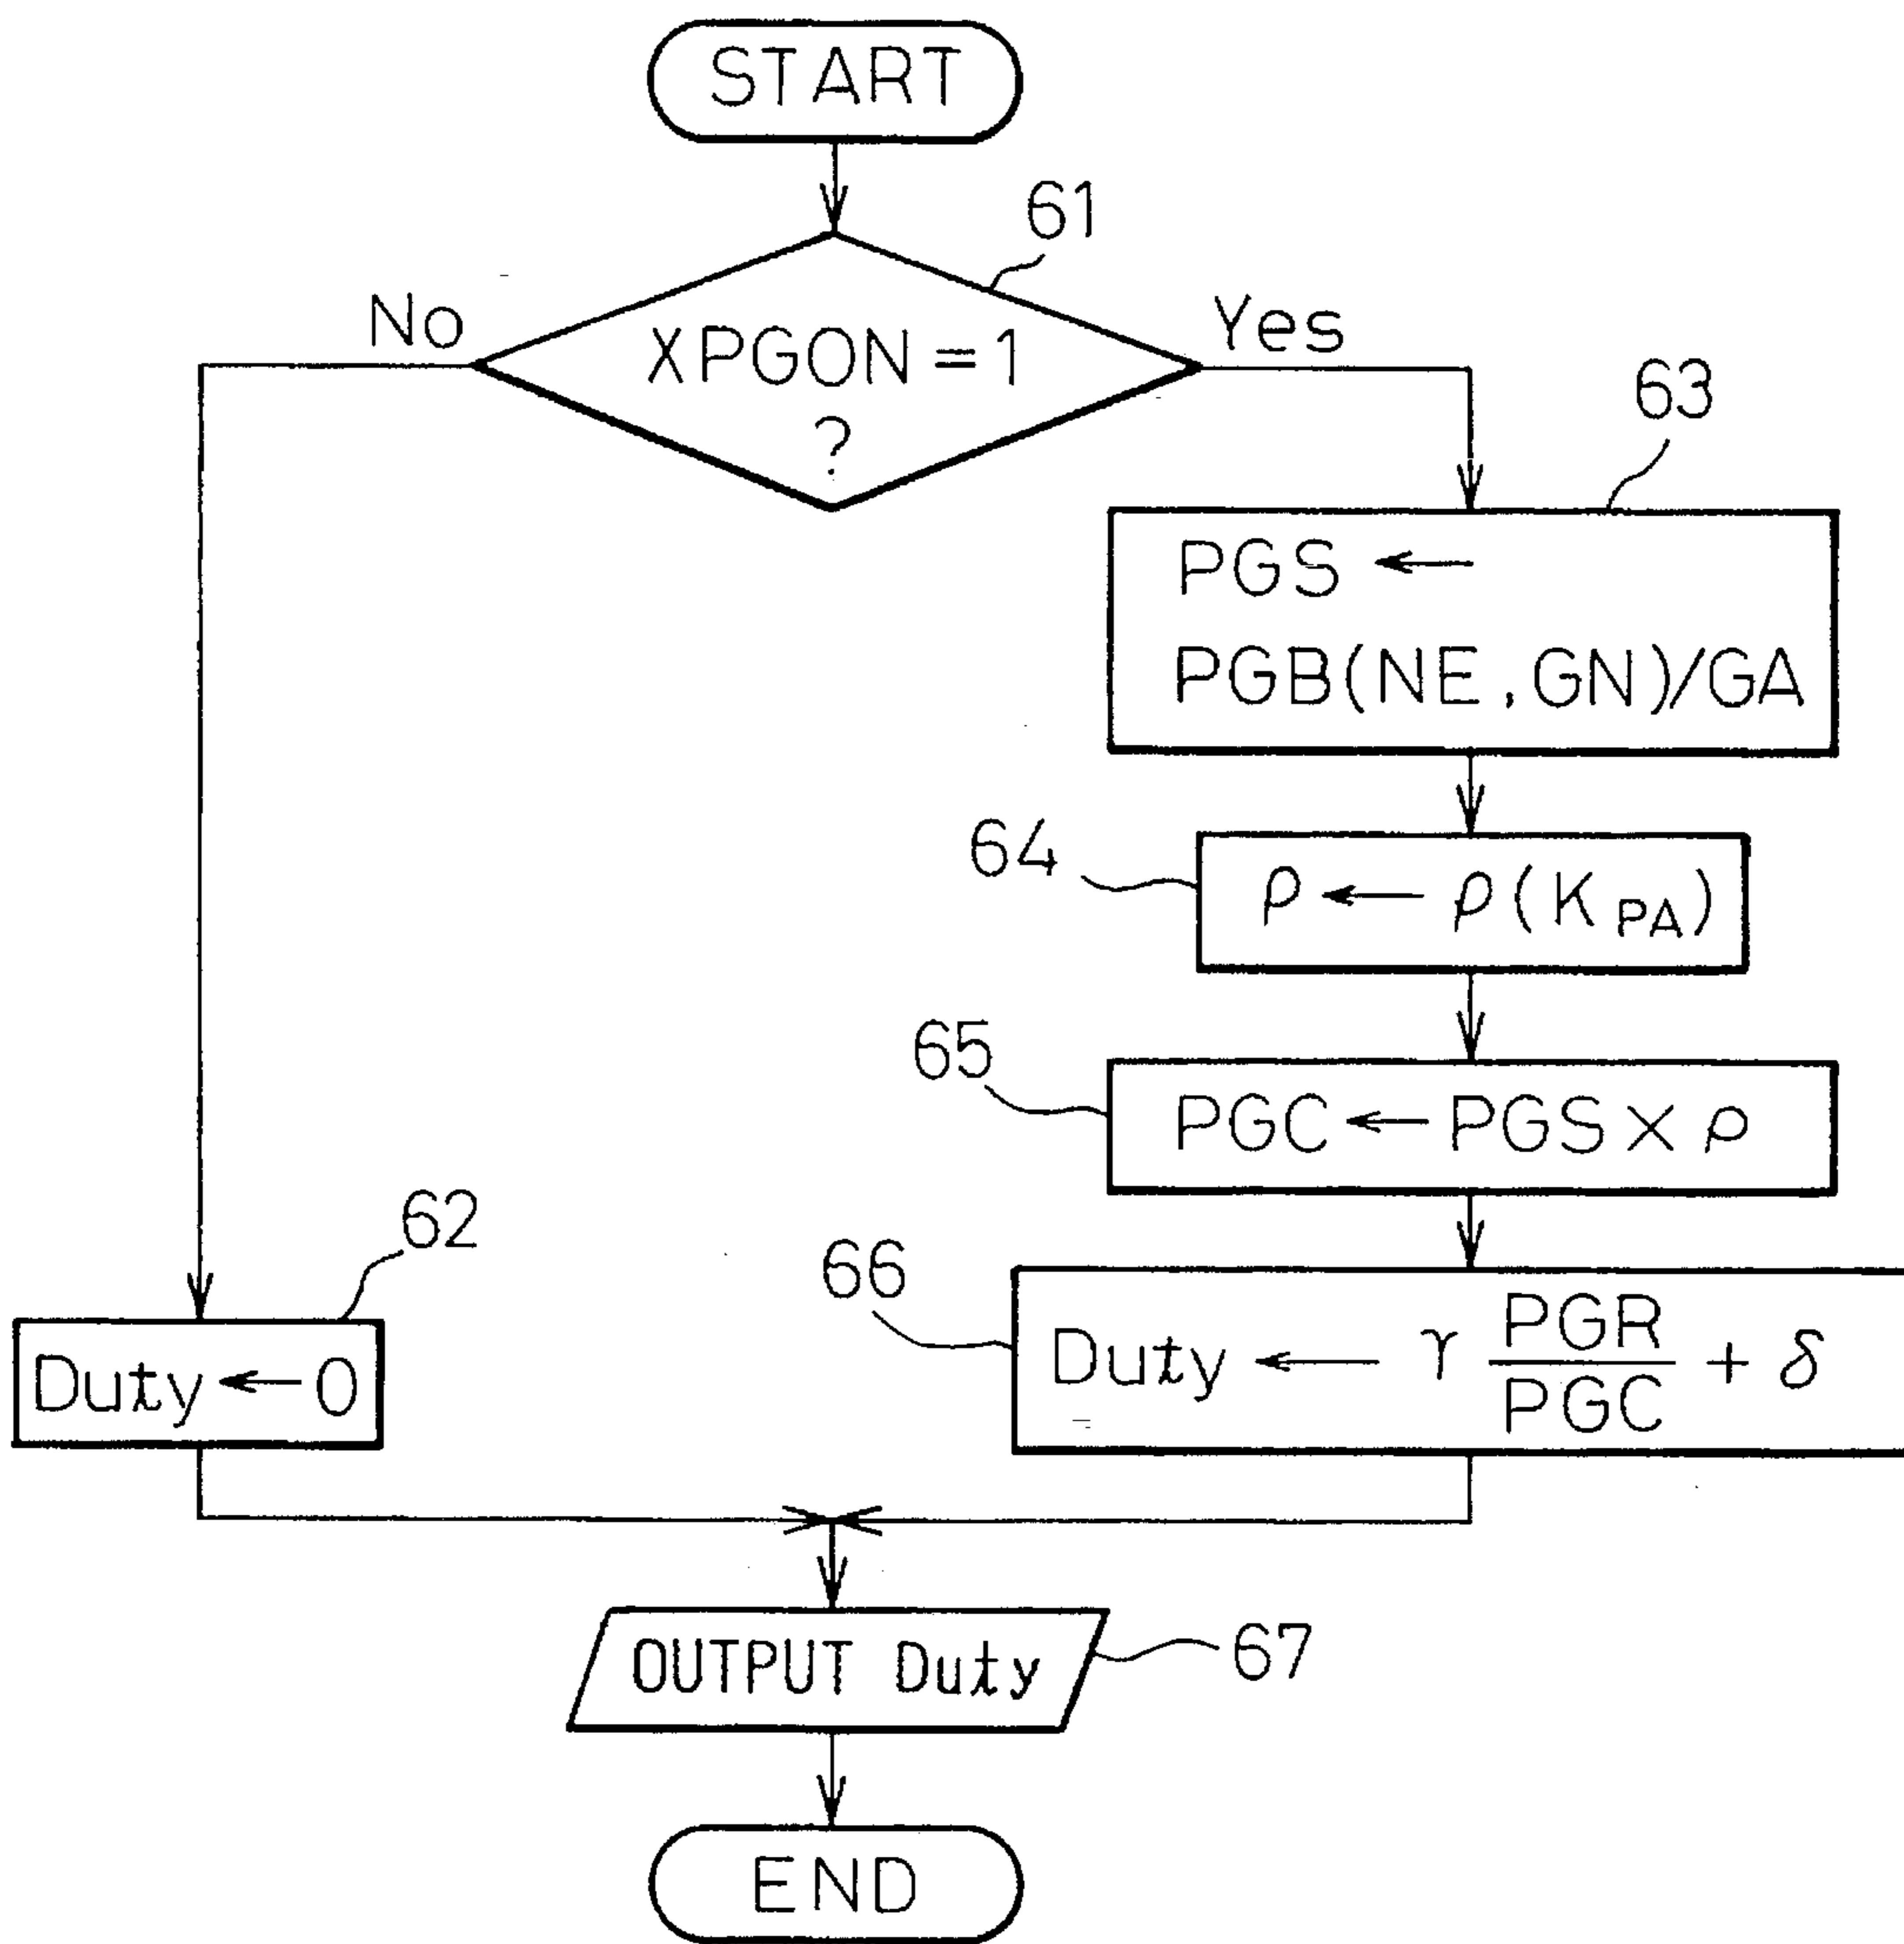 START
61
No
Yes
XPGON = 1
?
63
PGS ←
PGB(NE, GN)/GA
64
ρ ← ρ(K PA)
65
PGC ← PGS × ρ
62
66
Duty ← 0
Duty ← γ PGR/PGC + δ
OUTPUT Duty
67
END